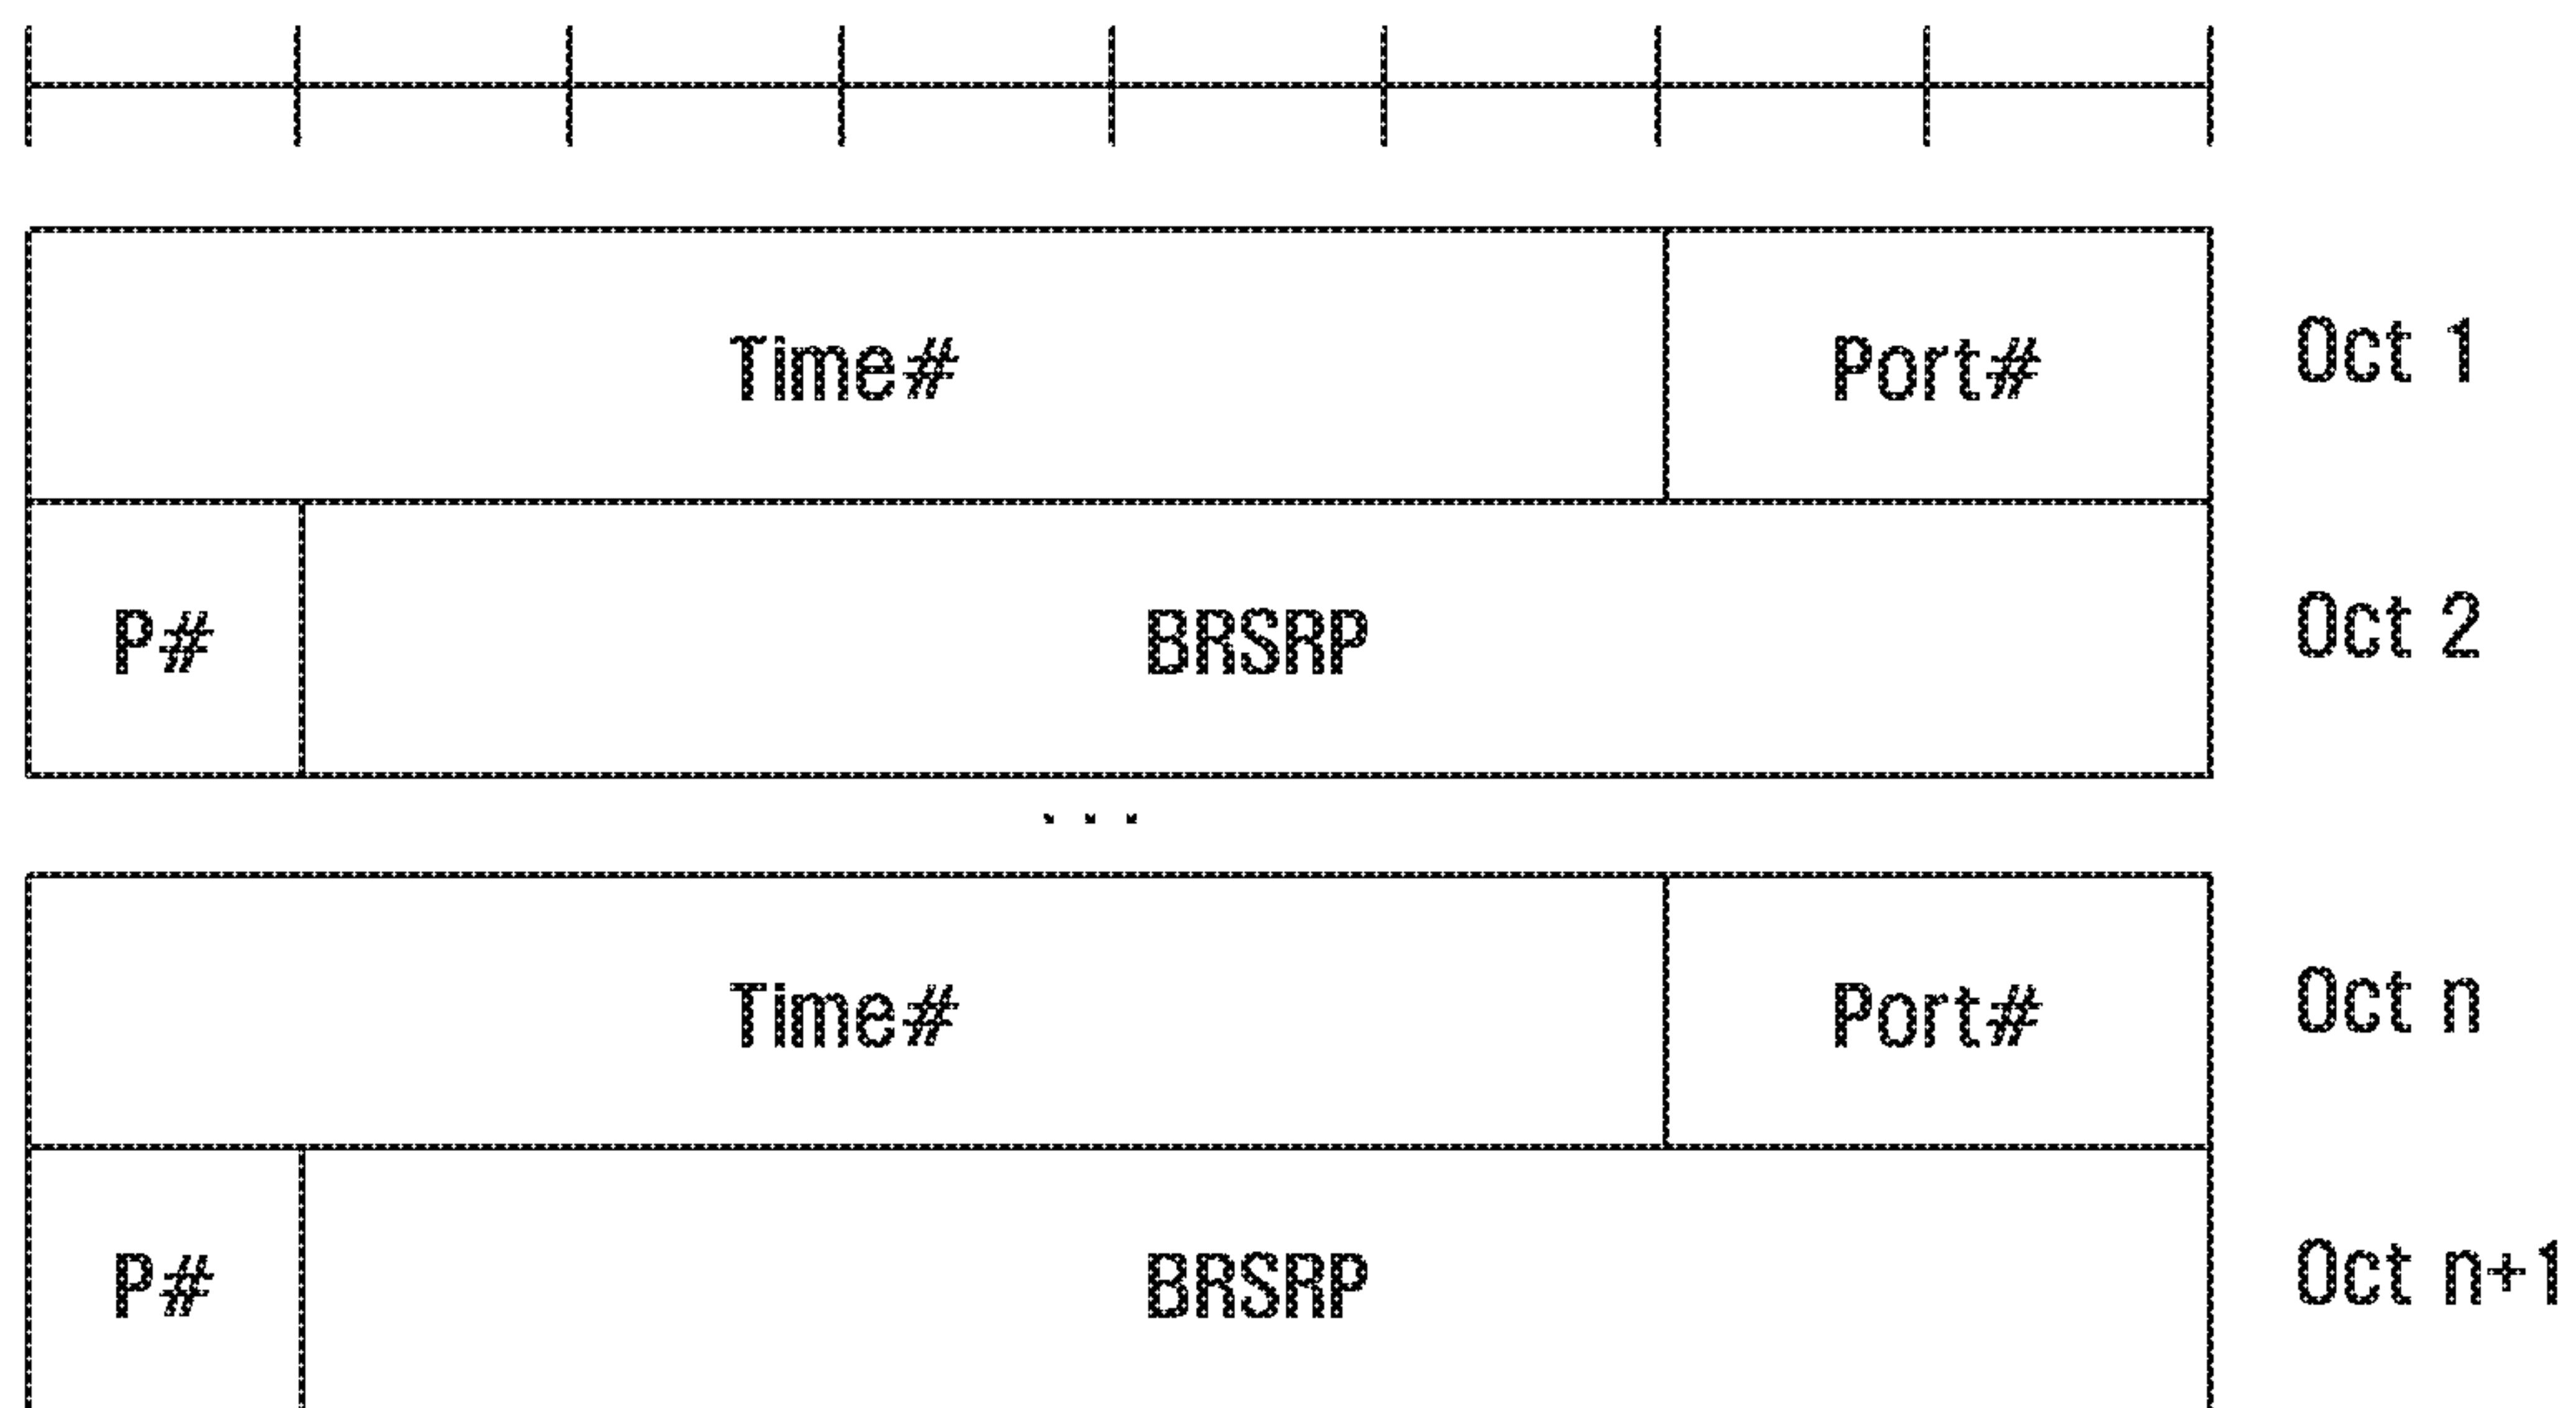 Time# Port# Oct 1
P# BRSRP Oct 2
...
Time# Port# Oct n
P# BRSRP Oct n+1